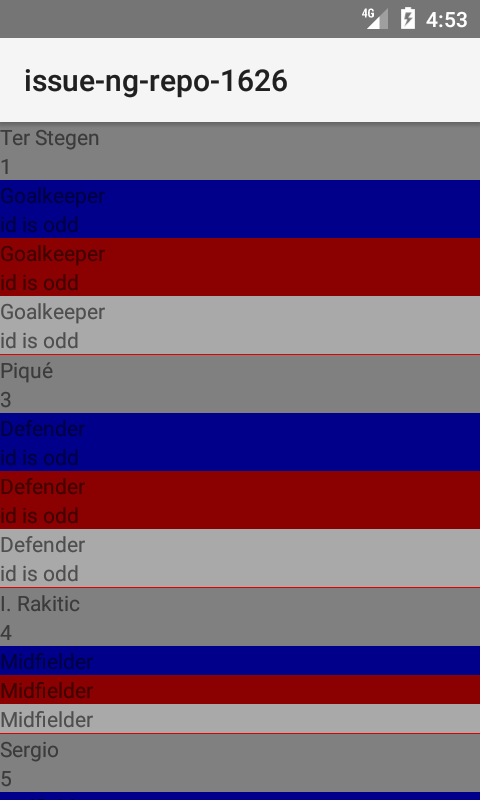 4G 4:53
issue-ng-repo-1626
Ter Stegen
1
Goalkeeper
id is odd
Goalkeeper
id is odd
Goalkeeper
id is odd
Piqué
3
Defender
id is odd
Defender
id is odd
Defender
id is odd
I. Rakitic
4
Midfielder
Midfielder
Midfielder
Sergio
5